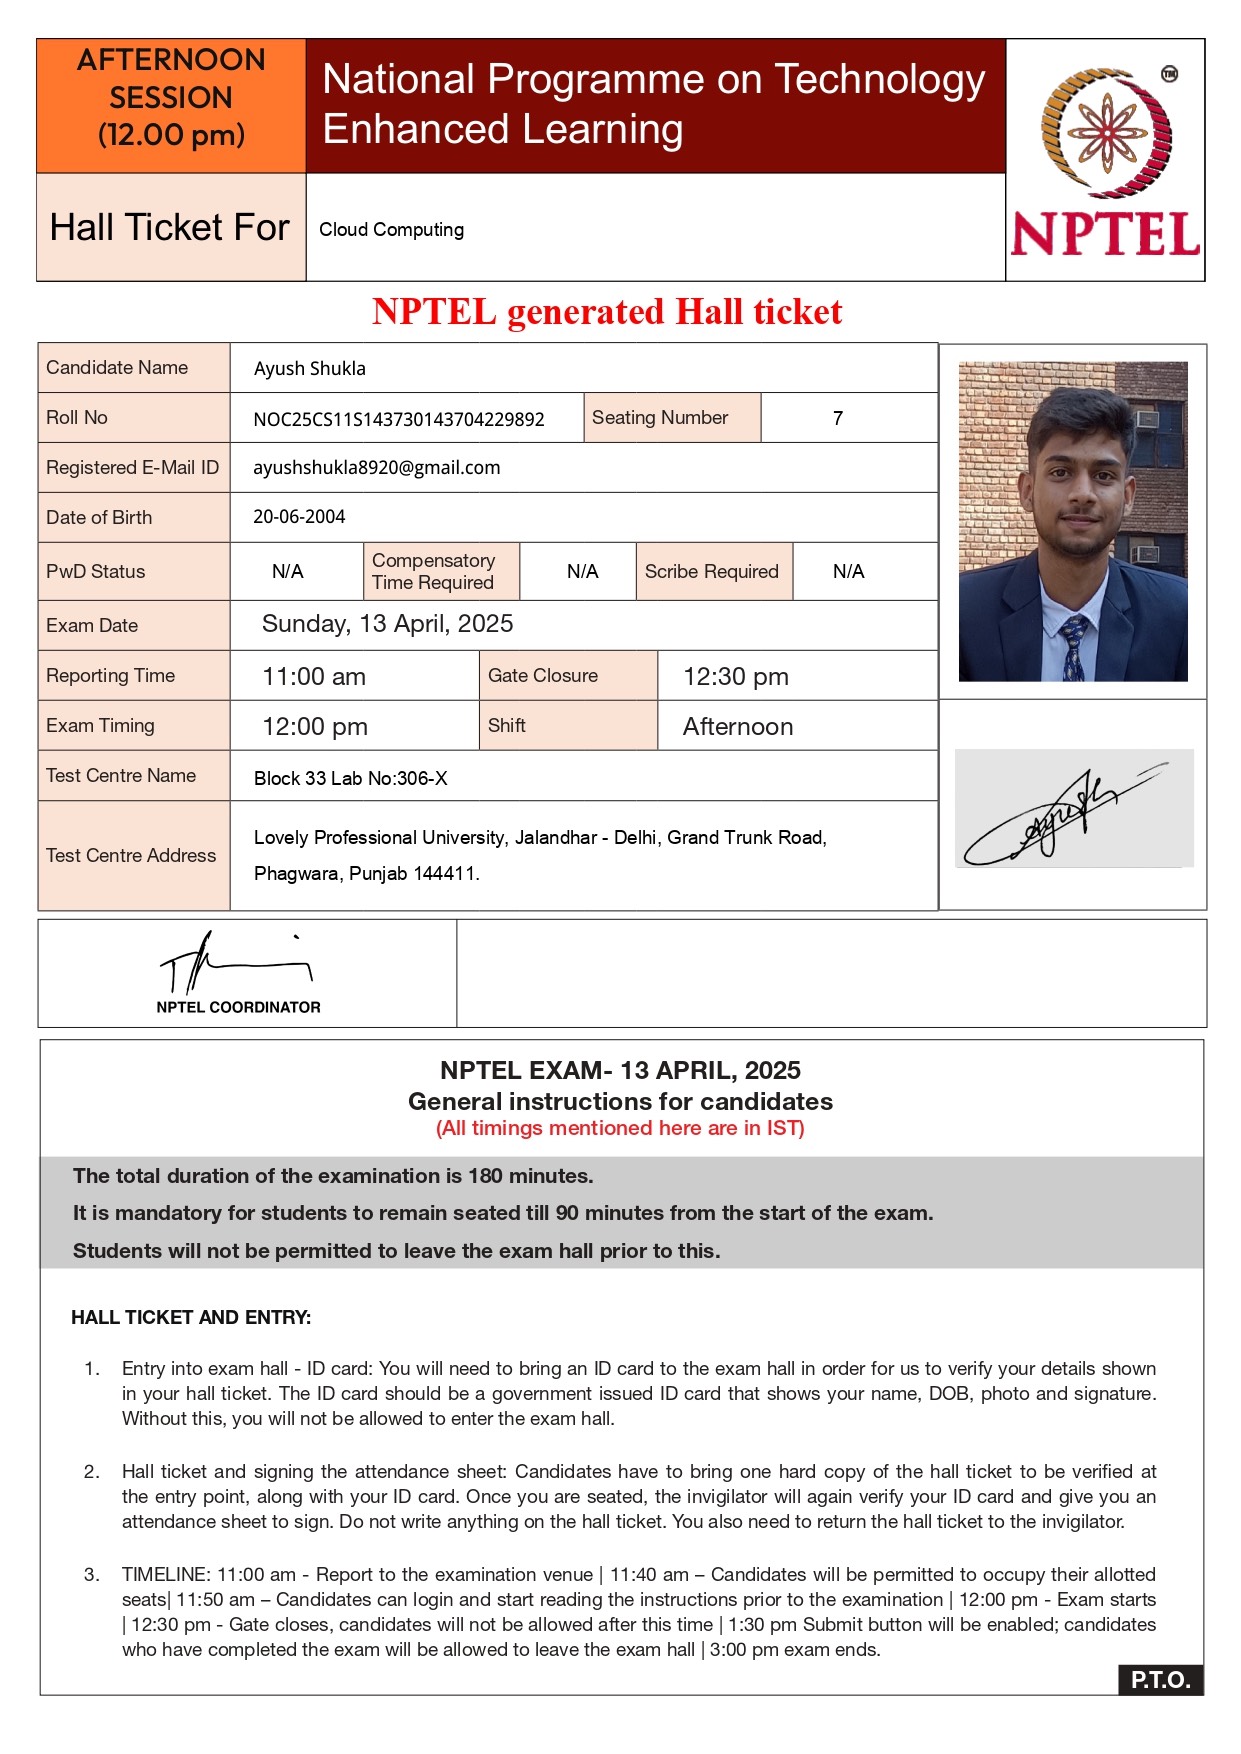 AFTERNOON
SESSION
(12.00 pm)
National Programme on Technology
Enhanced Learning
TM
NPTEL
Hall Ticket For
Cloud Computing
NPTEL generated Hall ticket
Candidate Name Ayush Shukla
Roll No NOC25CS11S143730143704229892 Seating Number 7
Registered E-Mail ID ayushshukla8920@gmail.com
Date of Birth 20-06-2004
PwD Status N/A Compensatory Time Required N/A Scribe Required N/A
Exam Date Sunday, 13 April, 2025
Reporting Time 11:00 am Gate Closure 12:30 pm
Exam Timing 12:00 pm Shift Afternoon
Test Centre Name Block 33 Lab No:306-X
Test Centre Address Lovely Professional University, Jalandhar - Delhi, Grand Trunk Road,
Phagwara, Punjab 144411.
NPTEL COORDINATOR
NPTEL EXAM- 13 APRIL, 2025
General instructions for candidates
(All timings mentioned here are in IST)
The total duration of the examination is 180 minutes.
It is mandatory for students to remain seated till 90 minutes from the start of the exam.
Students will not be permitted to leave the exam hall prior to this.
HALL TICKET AND ENTRY:
1. Entry into exam hall - ID card: You will need to bring an ID card to the exam hall in order for us to verify your details shown
in your hall ticket. The ID card should be a government issued ID card that shows your name, DOB, photo and signature.
Without this, you will not be allowed to enter the exam hall.
2. Hall ticket and signing the attendance sheet: Candidates have to bring one hard copy of the hall ticket to be verified at
the entry point, along with your ID card. Once you are seated, the invigilator will again verify your ID card and give you an
attendance sheet to sign. Do not write anything on the hall ticket. You also need to return the hall ticket to the invigilator.
3. TIMELINE: 11:00 am - Report to the examination venue | 11:40 am – Candidates will be permitted to occupy their allotted
seats| 11:50 am – Candidates can login and start reading the instructions prior to the examination | 12:00 pm - Exam starts
| 12:30 pm - Gate closes, candidates will not be allowed after this time | 1:30 pm Submit button will be enabled; candidates
who have completed the exam will be allowed to leave the exam hall | 3:00 pm exam ends.
P.T.O.